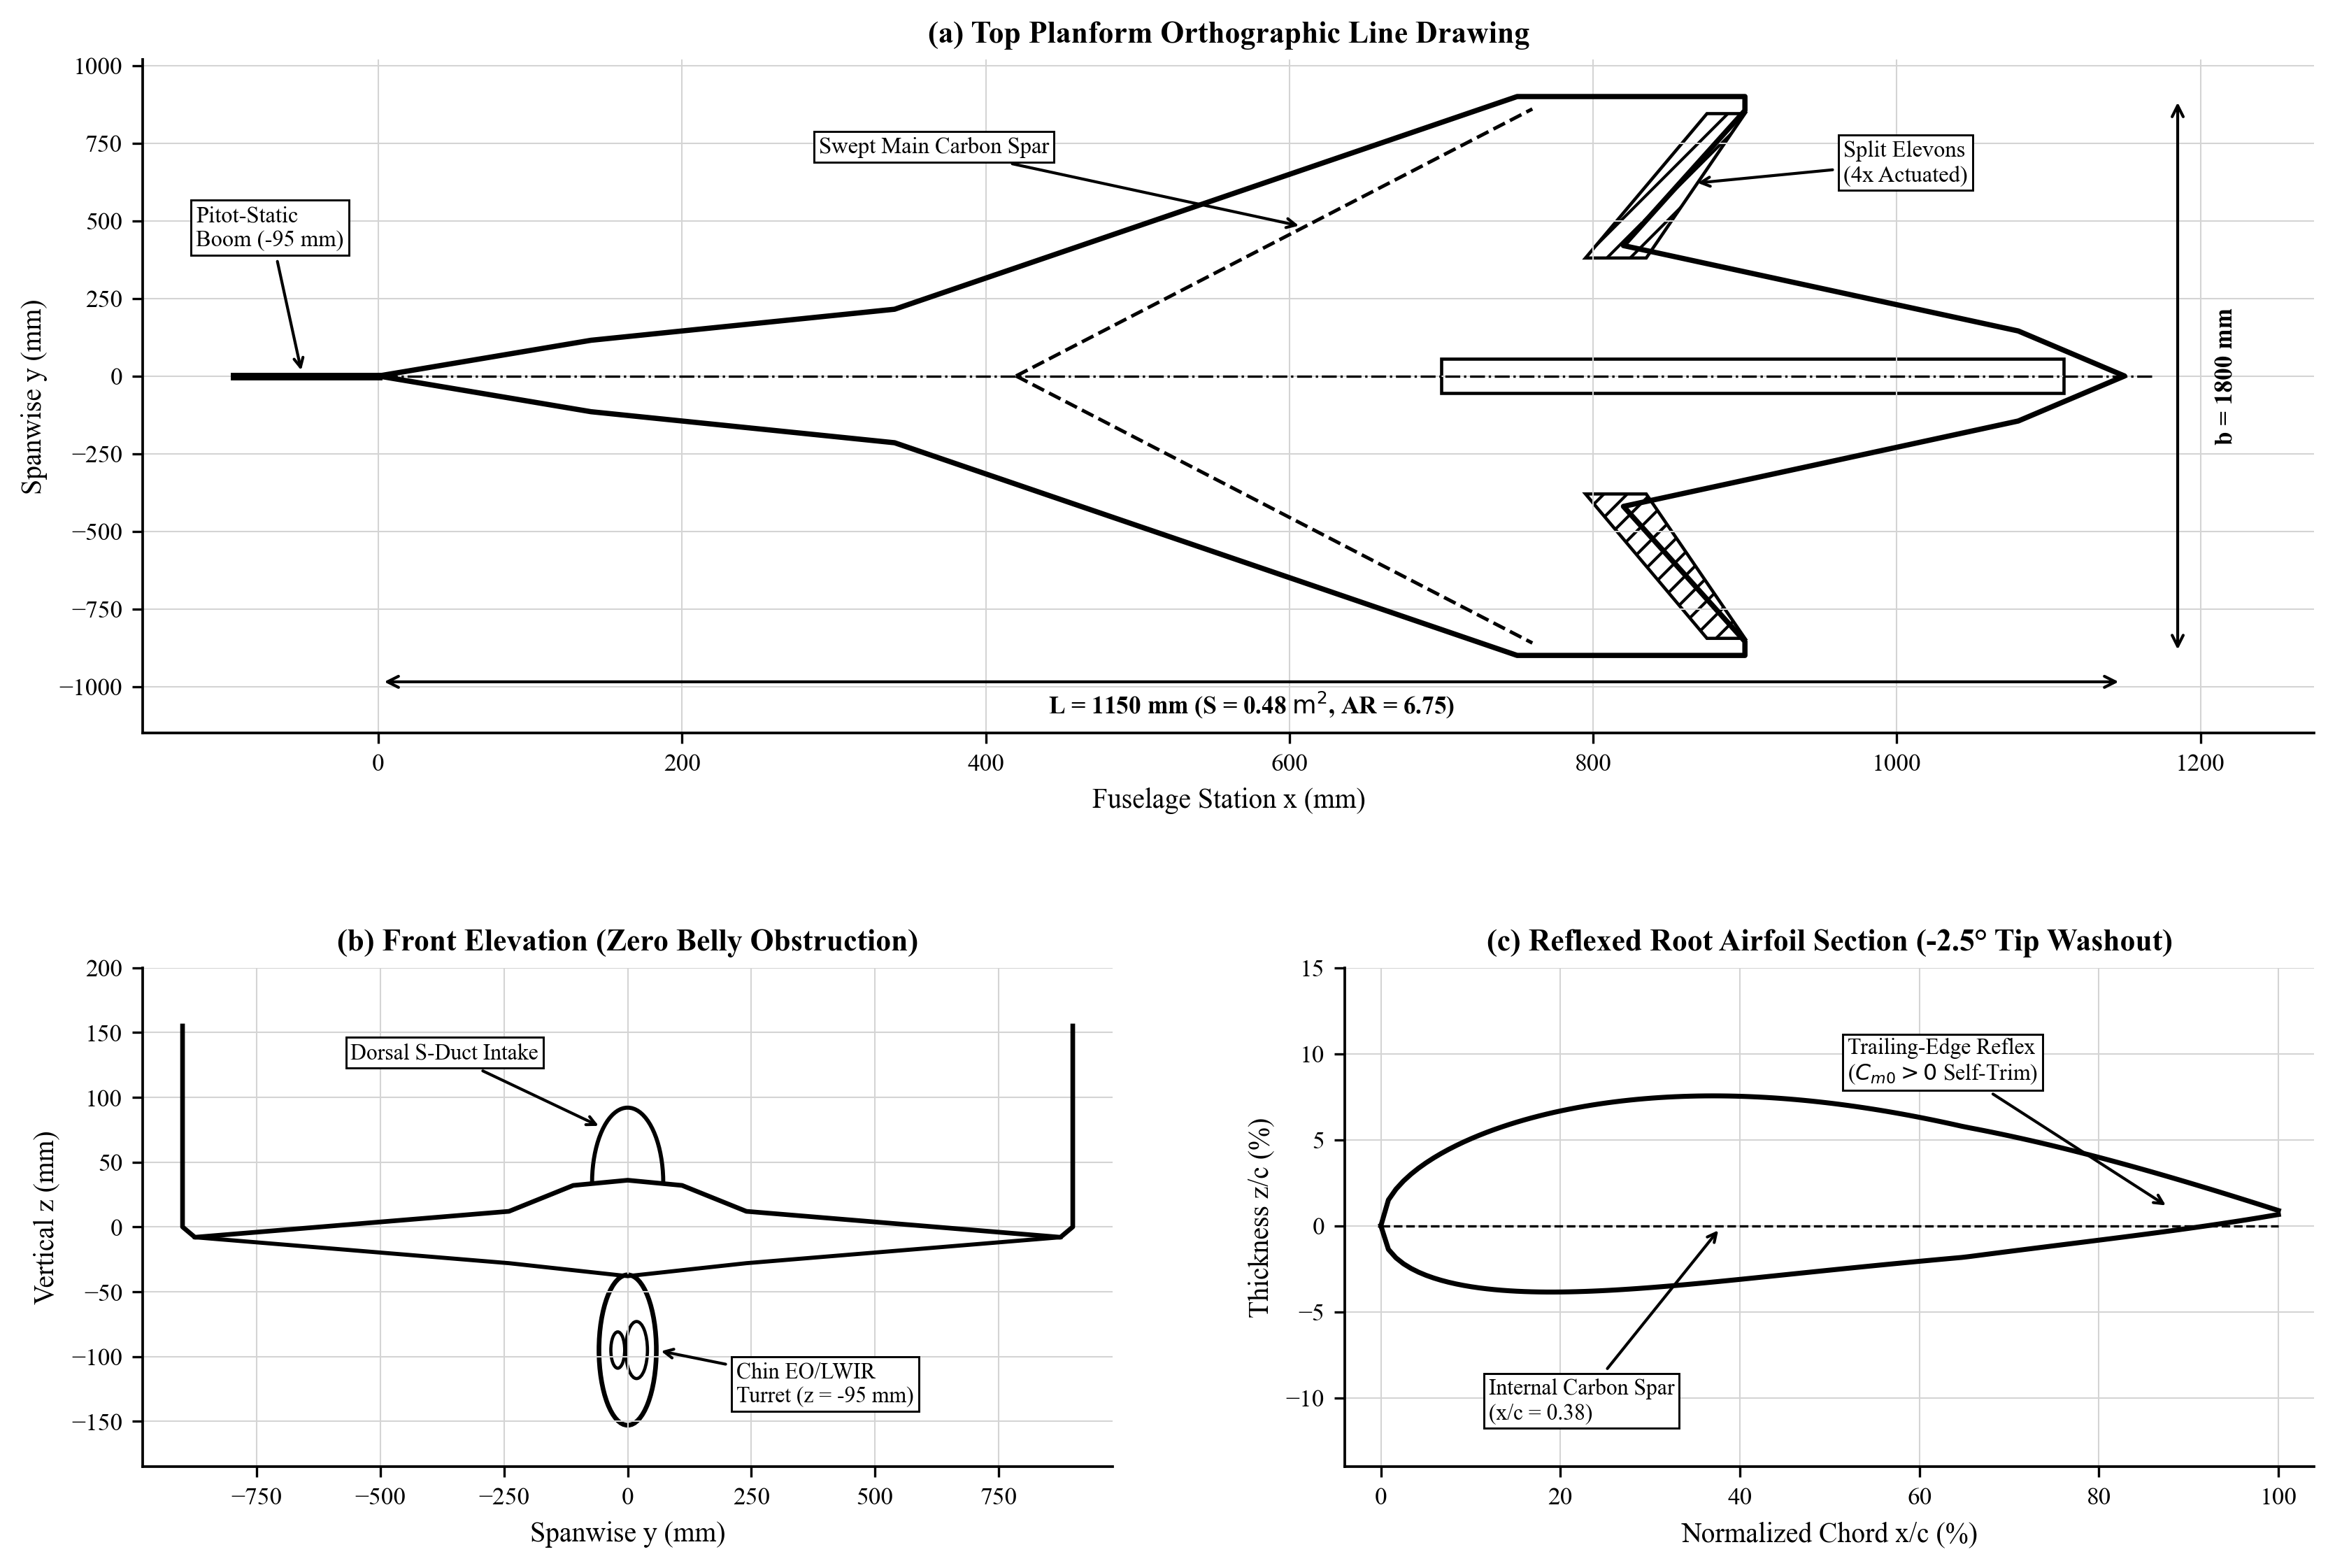 (a) Top Planform Orthographic Line Drawing
1000
750
500
250
0
−250
−500
−750
−1000
Spanwise y (mm)
Swept Main Carbon Spar
Split Elevons
(4x Actuated)
Pitot-Static
Boom (-95 mm)
b = 1800 mm
L = 1150 mm (S = 0.48 m², AR = 6.75)
0
200
400
600
800
1000
1200
Fuselage Station x (mm)
(b) Front Elevation (Zero Belly Obstruction)
200
150
100
50
0
−50
−100
−150
Vertical z (mm)
Dorsal S-Duct Intake
Chin EO/LWIR
Turret (z = -95 mm)
−750
−500
−250
0
250
500
750
Spanwise y (mm)
(c) Reflexed Root Airfoil Section (-2.5° Tip Washout)
15
10
5
0
−5
−10
Thickness z/c (%)
Trailing-Edge Reflex
(Cm0 > 0 Self-Trim)
Internal Carbon Spar
(x/c = 0.38)
0
20
40
60
80
100
Normalized Chord x/c (%)